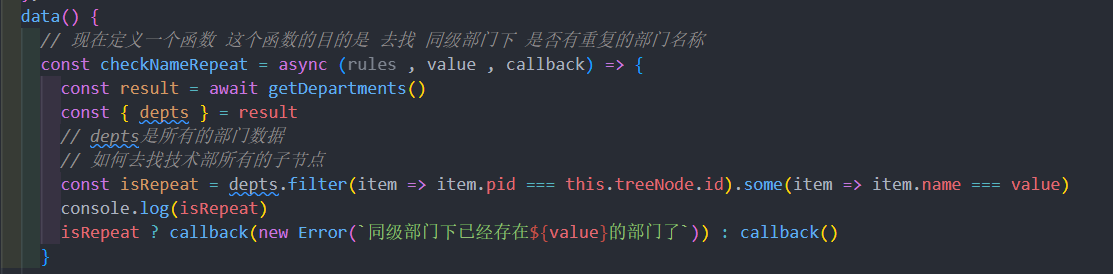 data() {
// 现在定义一个函数 这个函数的目的是 去找 同级部门下 是否有重复的部门名称
const checkNameRepeat = async (rules , value , callback) => {
const result = await getDepartments()
const { depts } = result
// depts是所有的部门数据
// 如何去找技术部所有的子节点
const isRepeat = depts.filter(item => item.pid === this.treeNode.id).some(item => item.name === value)
console.log(isRepeat)
isRepeat ? callback(new Error(`同级部门下已经存在${value}的部门了`)) : callback()
}